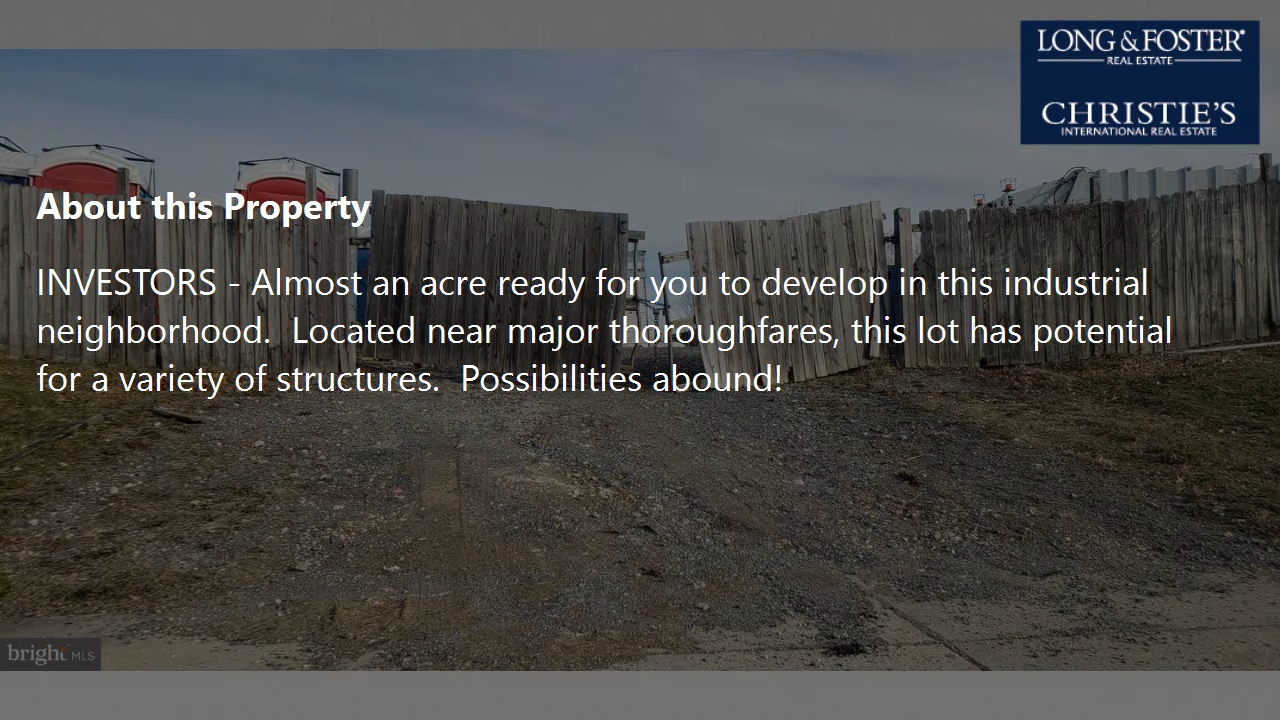 LONG & FOSTER®
REAL ESTATE
CHRISTIE'S
INTERNATIONAL REAL ESTATE
About this Property
INVESTORS - Almost an acre ready for you to develop in this industrial
neighborhood.  Located near major thoroughfares, this lot has potential
for a variety of structures.  Possibilities abound!
bright MLS